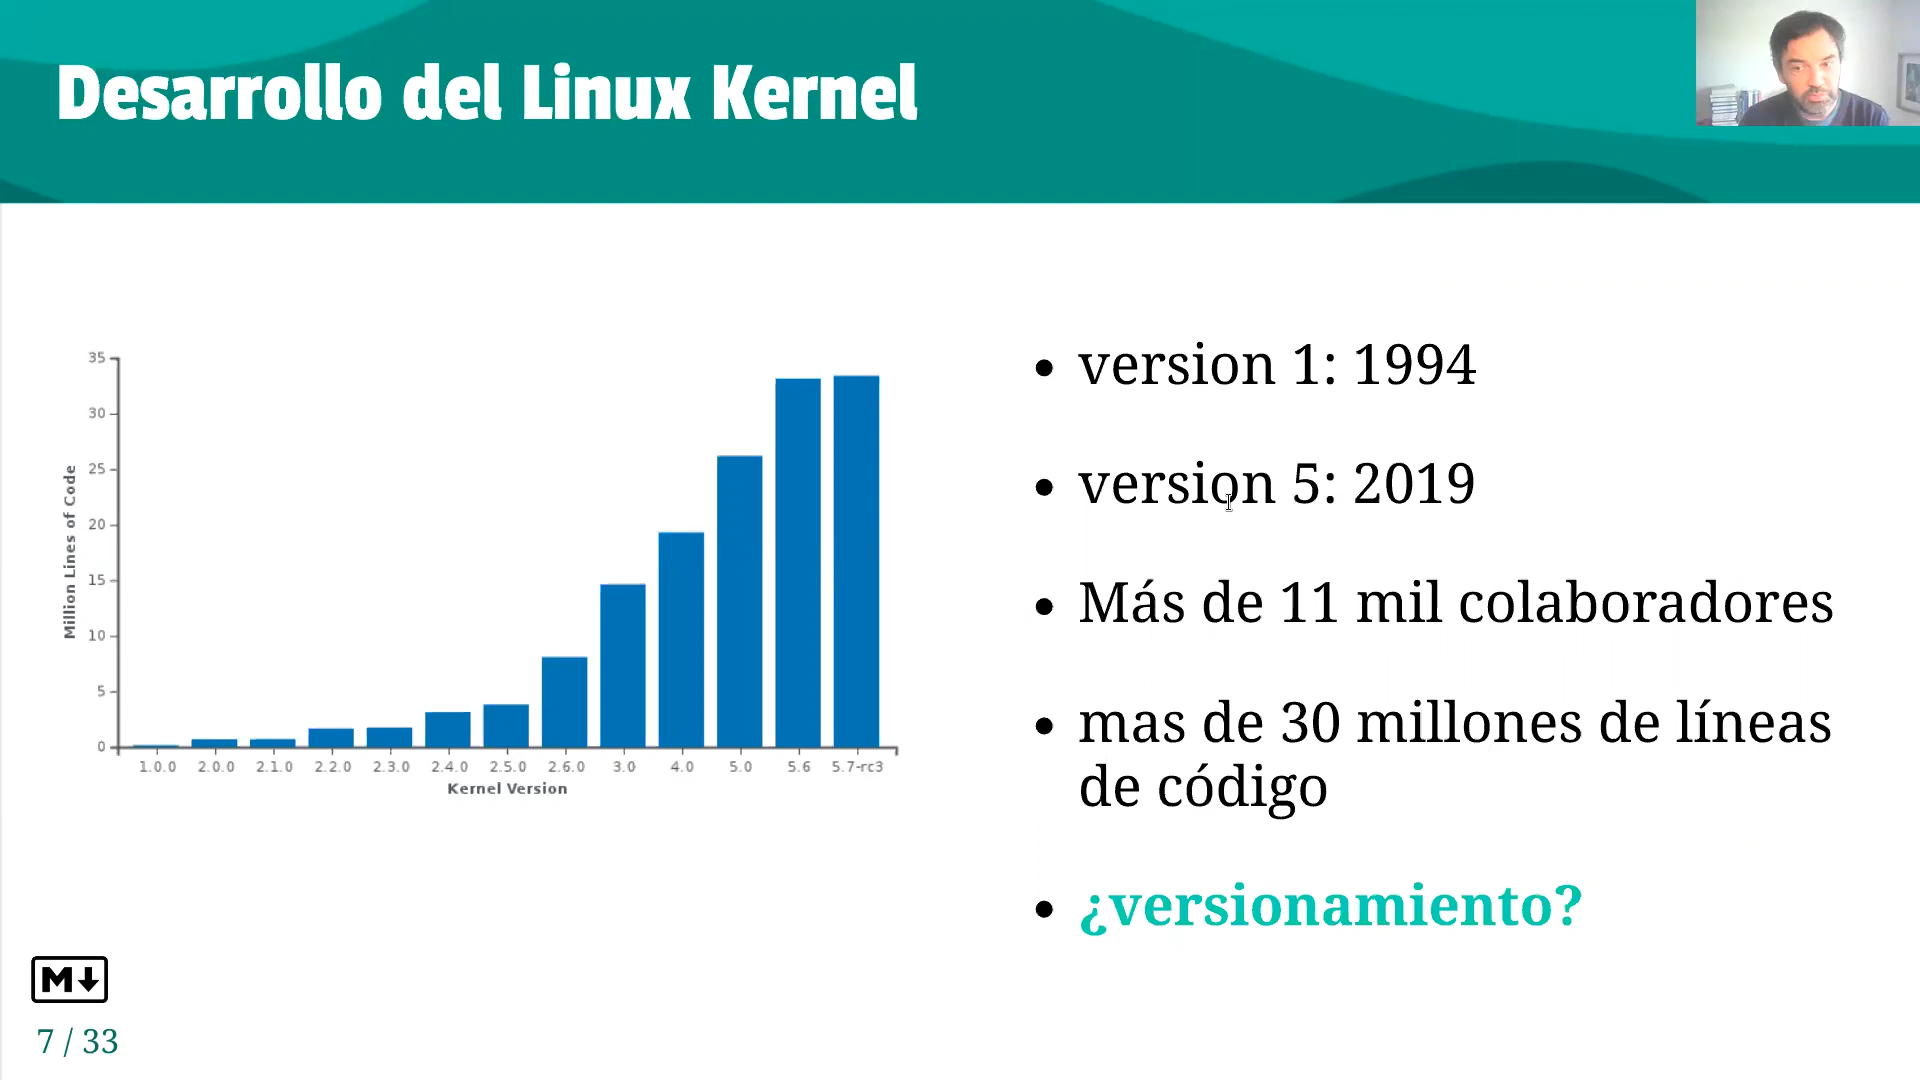 Desarrollo del Linux Kernel
35
30
25
20
15
10
5
0
Million Lines of Code
1.0.0 2.0.0 2.1.0 2.2.0 2.3.0 2.4.0 2.5.0 2.6.0 3.0 4.0 5.0 5.6 5.7-rc3
Kernel Version
version 1: 1994
version 5: 2019
Más de 11 mil colaboradores
mas de 30 millones de líneas
de código
¿versionamiento?
M
7 / 33